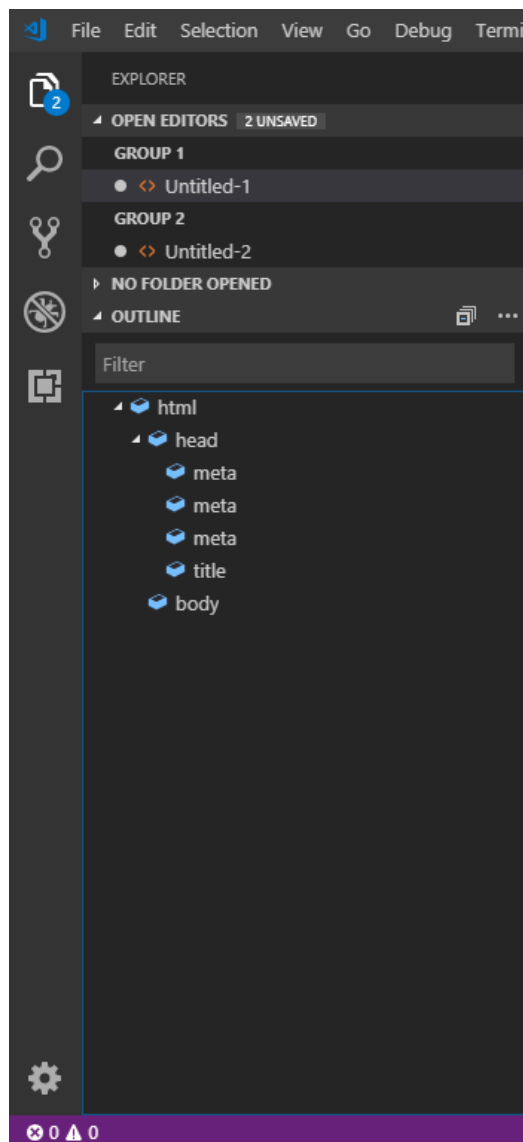 File Edit Selection View Go Debug Termi
EXPLORER
2
OPEN EDITORS 2 UNSAVED
GROUP 1
Untitled-1
GROUP 2
Untitled-2
NO FOLDER OPENED
OUTLINE
Filter
html
head
meta
meta
meta
title
body
0 0